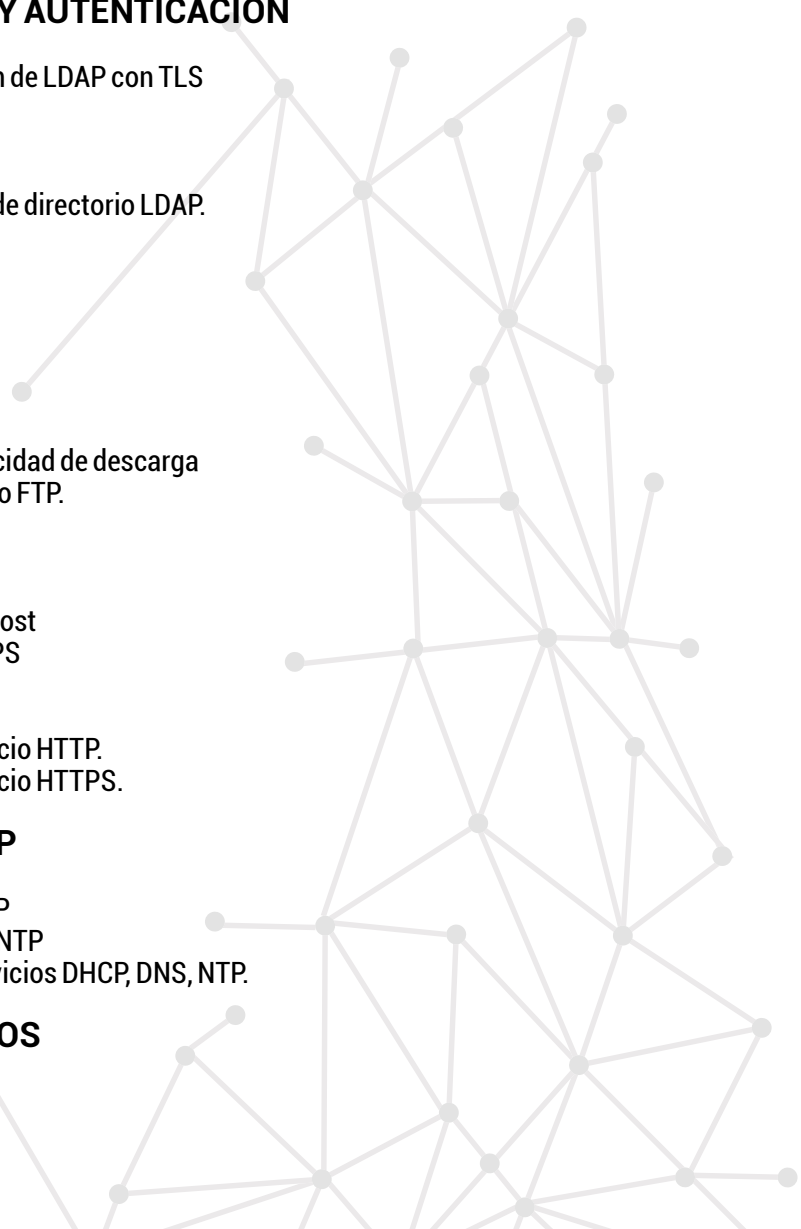 Y AUTENTICACIÓN
n de LDAP con TLS
de directorio LDAP.
cidad de descarga
o FTP.
ost
PS
cio HTTP.
cio HTTPS.
P
P
NTP
vicios DHCP, DNS, NTP.
OS